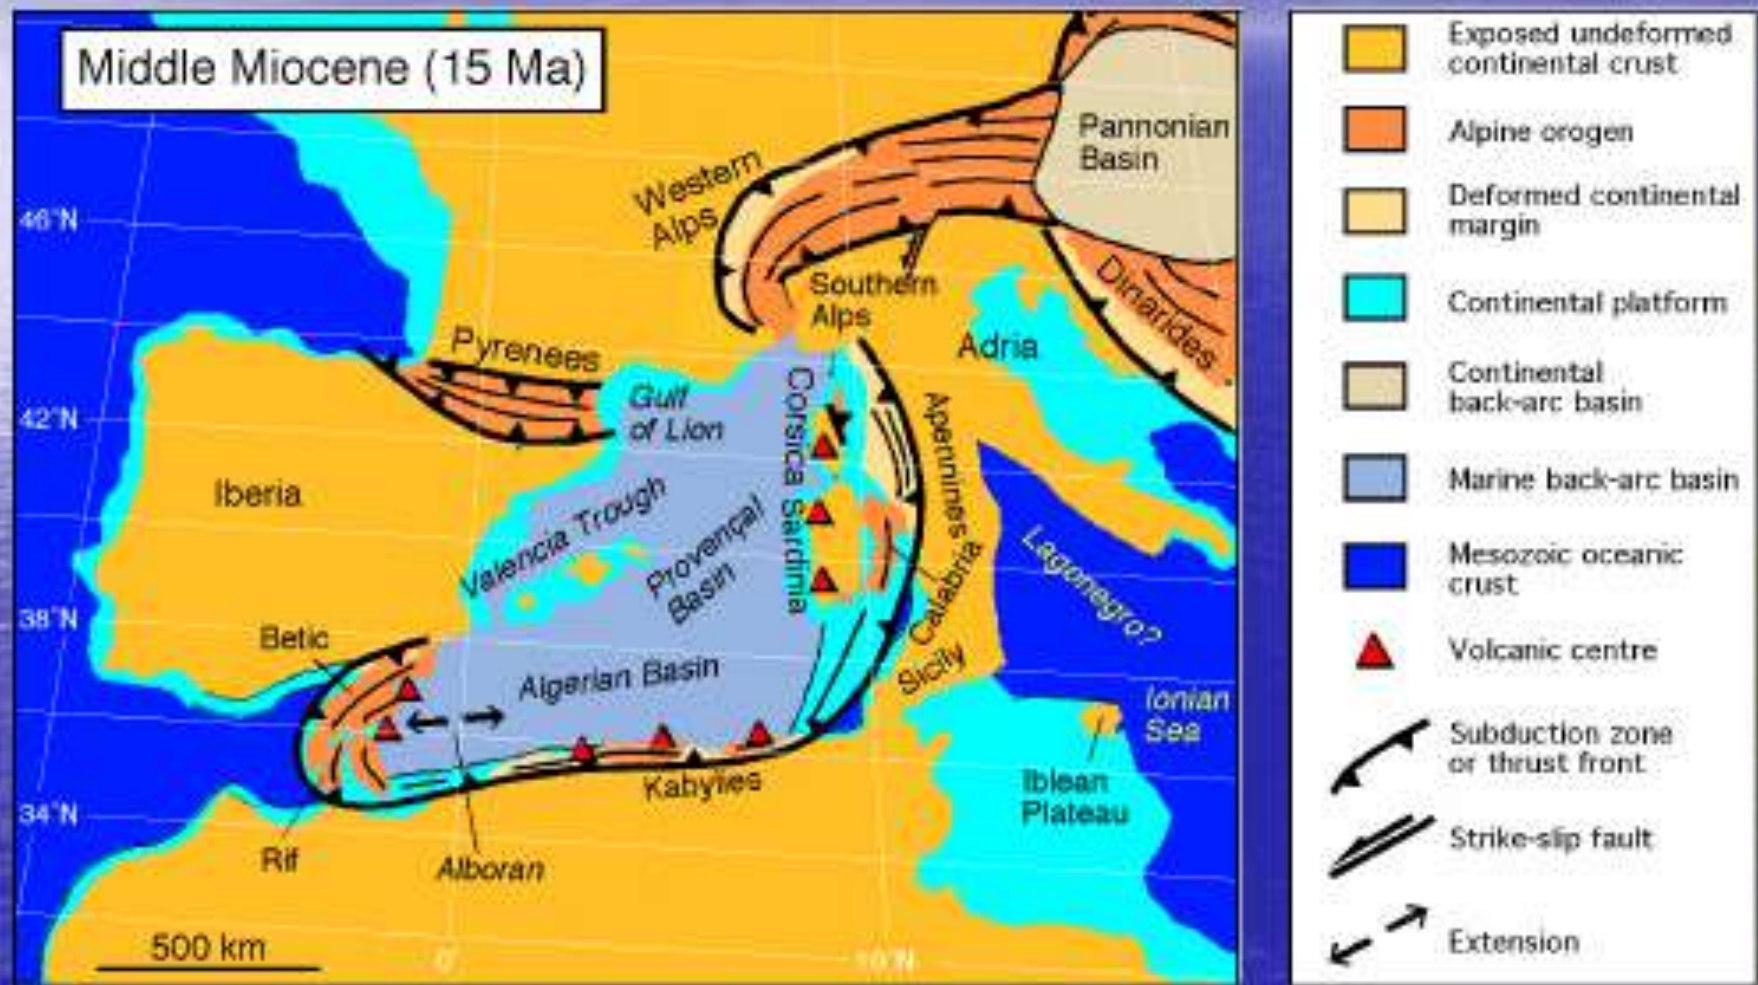 Middle Miocene (15 Ma)
46°N
42°N
38°N
34°N
Western
Alps
Pannonian
Basin
Southern
Alps
Dinarides
Adria
Pyrenees
Gulf
of Lion
Corsica Sardinia
Apennines
Iberia
Valencia Trough
Provençal
Basin
Lagonegro?
Calabria
Sicily
Betic
Algerian Basin
Ionian
Sea
Kabylies
Iblean
Plateau
Rif
Alboran
500 km
0°
10°N
Exposed undeformed
continental crust
Alpine orogen
Deformed continental
margin
Continental platform
Continental
back-arc basin
Marine back-arc basin
Mesozoic oceanic
crust
Volcanic centre
Subduction zone
or thrust front
Strike-slip fault
Extension